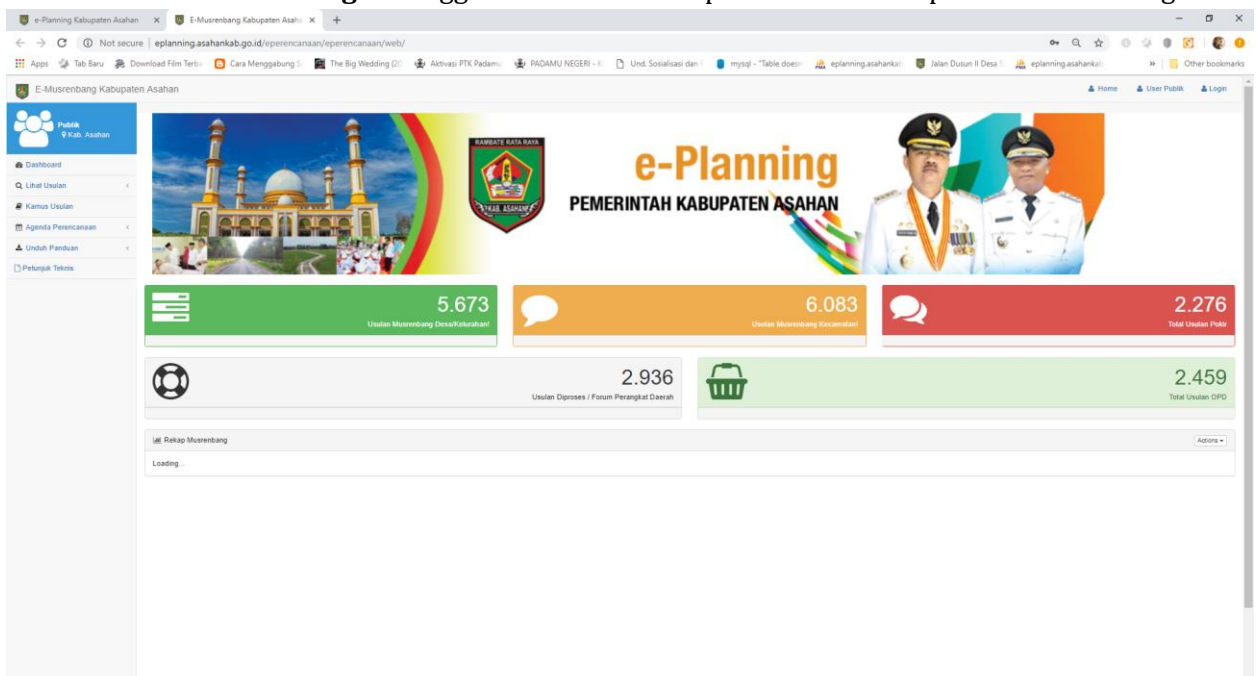 e-Planning Kabupaten Asahan
E-Musrenbang Kabupaten Asaha
Not secure | eplanning.asahankab.go.id/eperencanaan/eperencanaan/web/
Apps Tab Baru Download Film Terba Cara Menggabung S The Big Wedding (20 Aktivasi PTK Padamu PADAMU NEGERI - Und. Sosialisasi dan mysql - "Table doesn eplanning.asahankab Jalan Dusun II Desa eplanning.asahankab » Other bookmarks
E-Musrenbang Kabupaten Asahan
Home User Publik Login
Publik
Kab. Asahan
Dashboard
Lihat Usulan
Kamus Usulan
Agenda Perencanaan
Unduh Panduan
Petunjuk Teknis
RAMBATE RATA RAYA
KAB. ASAHAN
e-Planning
PEMERINTAH KABUPATEN ASAHAN
5.673
Usulan Musrenbang Desa/Kelurahan!
6.083
Usulan Musrenbang Kecamatan!
2.276
Total Usulan Pokir
2.936
Usulan Diproses / Forum Perangkat Daerah
2.459
Total Usulan OPD
Rekap Musrenbang
Actions
Loading...